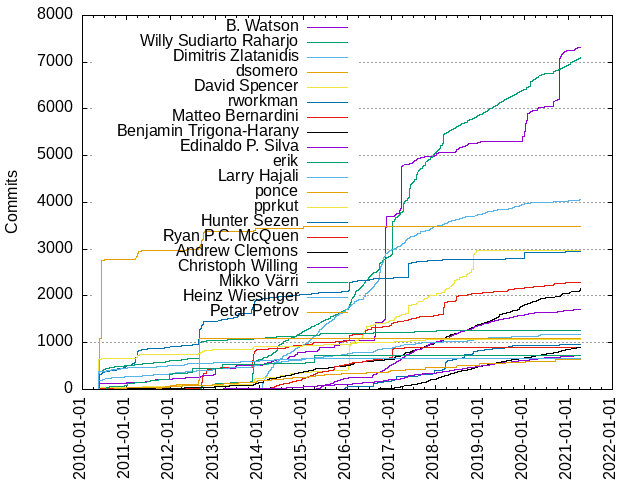 8000
7000
6000
5000
4000
3000
2000
1000
0
Commits
B. Watson
Willy Sudiarto Raharjo
Dimitris Zlatanidis
dsomero
David Spencer
rworkman
Matteo Bernardini
Benjamin Trigona-Harany
Edinaldo P. Silva
erik
Larry Hajali
ponce
pprkut
Hunter Sezen
Ryan P.C. McQuen
Andrew Clemons
Christoph Willing
Mikko Värri
Heinz Wiesinger
Petar Petrov
2010-01-01
2011-01-01
2012-01-01
2013-01-01
2014-01-01
2015-01-01
2016-01-01
2017-01-01
2018-01-01
2019-01-01
2020-01-01
2021-01-01
2022-01-01